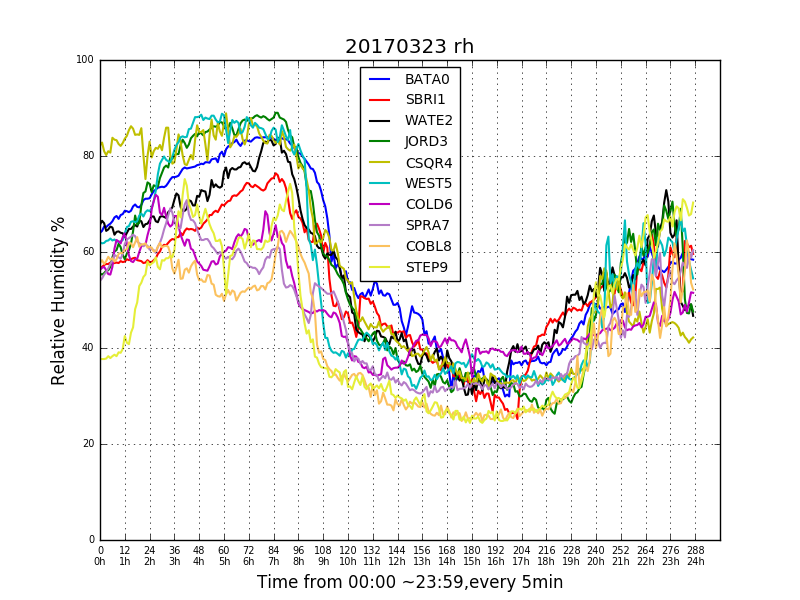 20170323 rh
100
80
60
40
20
0
Relative Humidity %
BATA0
SBRI1
WATE2
JORD3
CSQR4
WEST5
COLD6
SPRA7
COBL8
STEP9
0 12 24 36 48 60 72 84 96 108 120 132 144 156 168 180 192 204 216 228 240 252 264 276 288
0h 1h 2h 3h 4h 5h 6h 7h 8h 9h 10h 11h 12h 13h 14h 15h 16h 17h 18h 19h 20h 21h 22h 23h 24h
Time from 00:00 ~23:59,every 5min